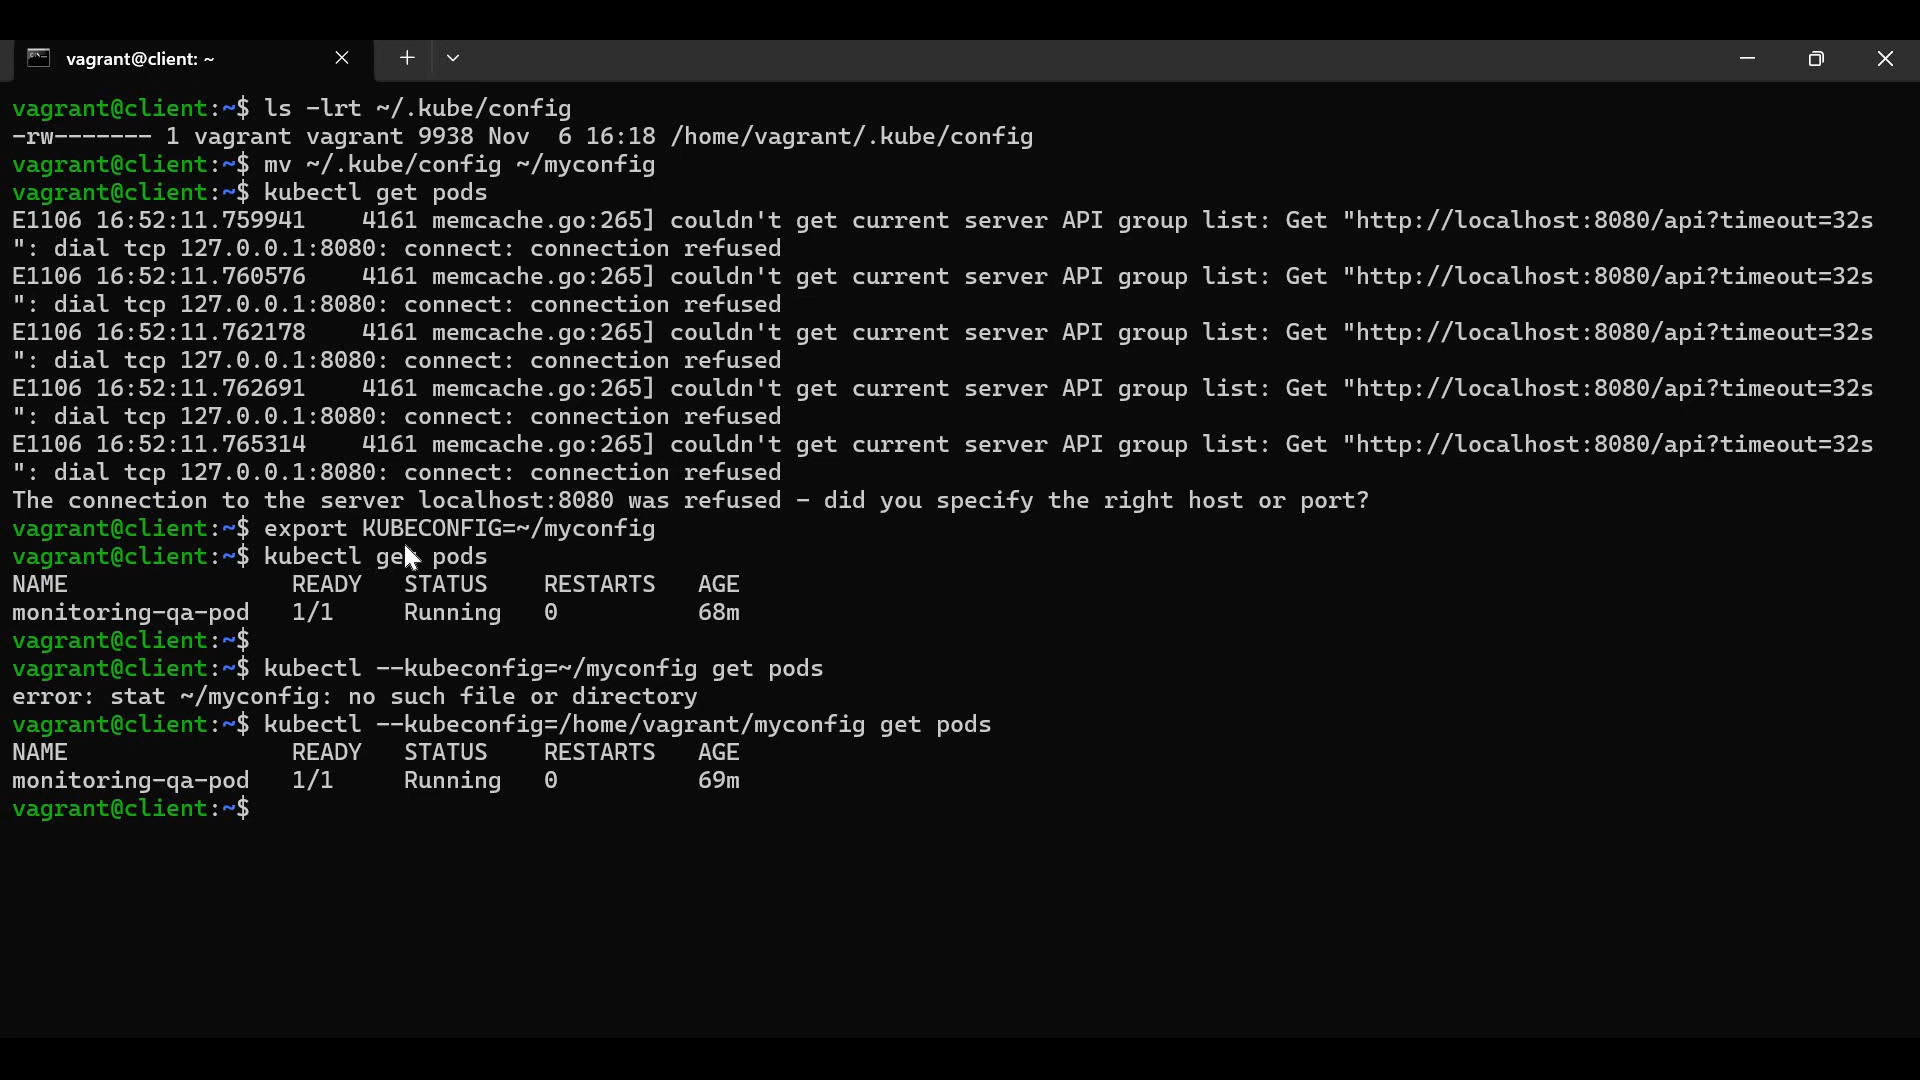 vagrant@client: ~
vagrant@client:~$ ls -lrt ~/.kube/config
-rw------- 1 vagrant vagrant 9938 Nov  6 16:18 /home/vagrant/.kube/config
vagrant@client:~$ mv ~/.kube/config ~/myconfig
vagrant@client:~$ kubectl get pods
E1106 16:52:11.759941    4161 memcache.go:265] couldn't get current server API group list: Get "http://localhost:8080/api?timeout=32s
": dial tcp 127.0.0.1:8080: connect: connection refused
E1106 16:52:11.760576    4161 memcache.go:265] couldn't get current server API group list: Get "http://localhost:8080/api?timeout=32s
": dial tcp 127.0.0.1:8080: connect: connection refused
E1106 16:52:11.762178    4161 memcache.go:265] couldn't get current server API group list: Get "http://localhost:8080/api?timeout=32s
": dial tcp 127.0.0.1:8080: connect: connection refused
E1106 16:52:11.762691    4161 memcache.go:265] couldn't get current server API group list: Get "http://localhost:8080/api?timeout=32s
": dial tcp 127.0.0.1:8080: connect: connection refused
E1106 16:52:11.765314    4161 memcache.go:265] couldn't get current server API group list: Get "http://localhost:8080/api?timeout=32s
": dial tcp 127.0.0.1:8080: connect: connection refused
The connection to the server localhost:8080 was refused - did you specify the right host or port?
vagrant@client:~$ export KUBECONFIG=~/myconfig
vagrant@client:~$ kubectl get pods
NAME                READY   STATUS    RESTARTS   AGE
monitoring-qa-pod   1/1     Running   0          68m
vagrant@client:~$
vagrant@client:~$ kubectl --kubeconfig=~/myconfig get pods
error: stat ~/myconfig: no such file or directory
vagrant@client:~$ kubectl --kubeconfig=/home/vagrant/myconfig get pods
NAME                READY   STATUS    RESTARTS   AGE
monitoring-qa-pod   1/1     Running   0          69m
vagrant@client:~$